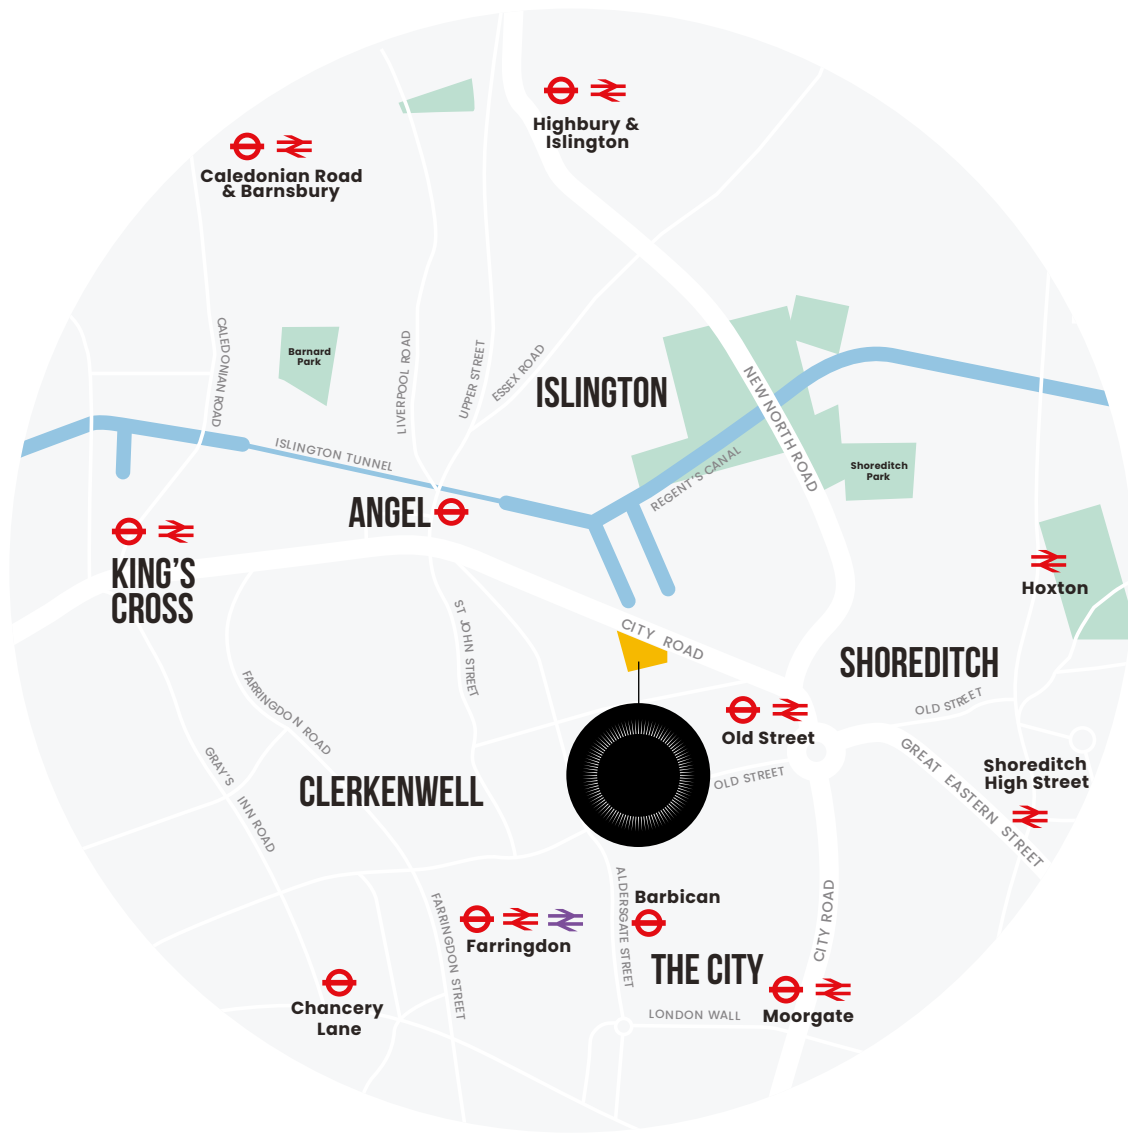 Highbury &
Islington
Caledonian Road
& Barnsbury
CALEDONIAN ROAD
Barnard
Park
LIVERPOOL ROAD
UPPER STREET
ESSEX ROAD
ISLINGTON
NEW NORTH ROAD
ISLINGTON TUNNEL
REGENT'S CANAL
Shoreditch
Park
ANGEL
KING'S
CROSS
Hoxton
ST JOHN STREET
CITY ROAD
SHOREDITCH
FARRINGDON ROAD
OLD STREET
Old Street
GRAY'S INN ROAD
GREAT EASTERN STREET
Shoreditch
High Street
OLD STREET
CLERKENWELL
ALDERSGATE STREET
Barbican
CITY ROAD
FARRINGDON STREET
Farringdon
THE CITY
Chancery
Lane
LONDON WALL
Moorgate